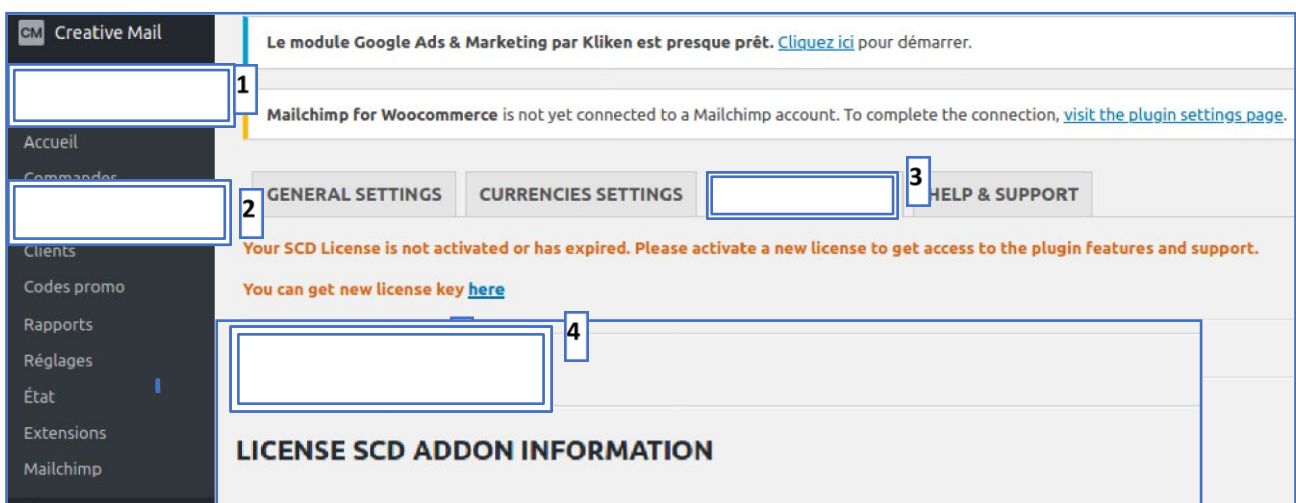 CM Creative Mail
Le module Google Ads & Marketing par Kliken est presque prêt. Cliquez ici pour démarrer.
1
Mailchimp for Woocommerce is not yet connected to a Mailchimp account. To complete the connection, visit the plugin settings page.
Accueil
Commandes
2
Clients
Codes promo
Rapports
Réglages
État
Extensions
Mailchimp
GENERAL SETTINGS
CURRENCIES SETTINGS
3
HELP & SUPPORT
Your SCD License is not activated or has expired. Please activate a new license to get access to the plugin features and support.
You can get new license key here
4
LICENSE SCD ADDON INFORMATION